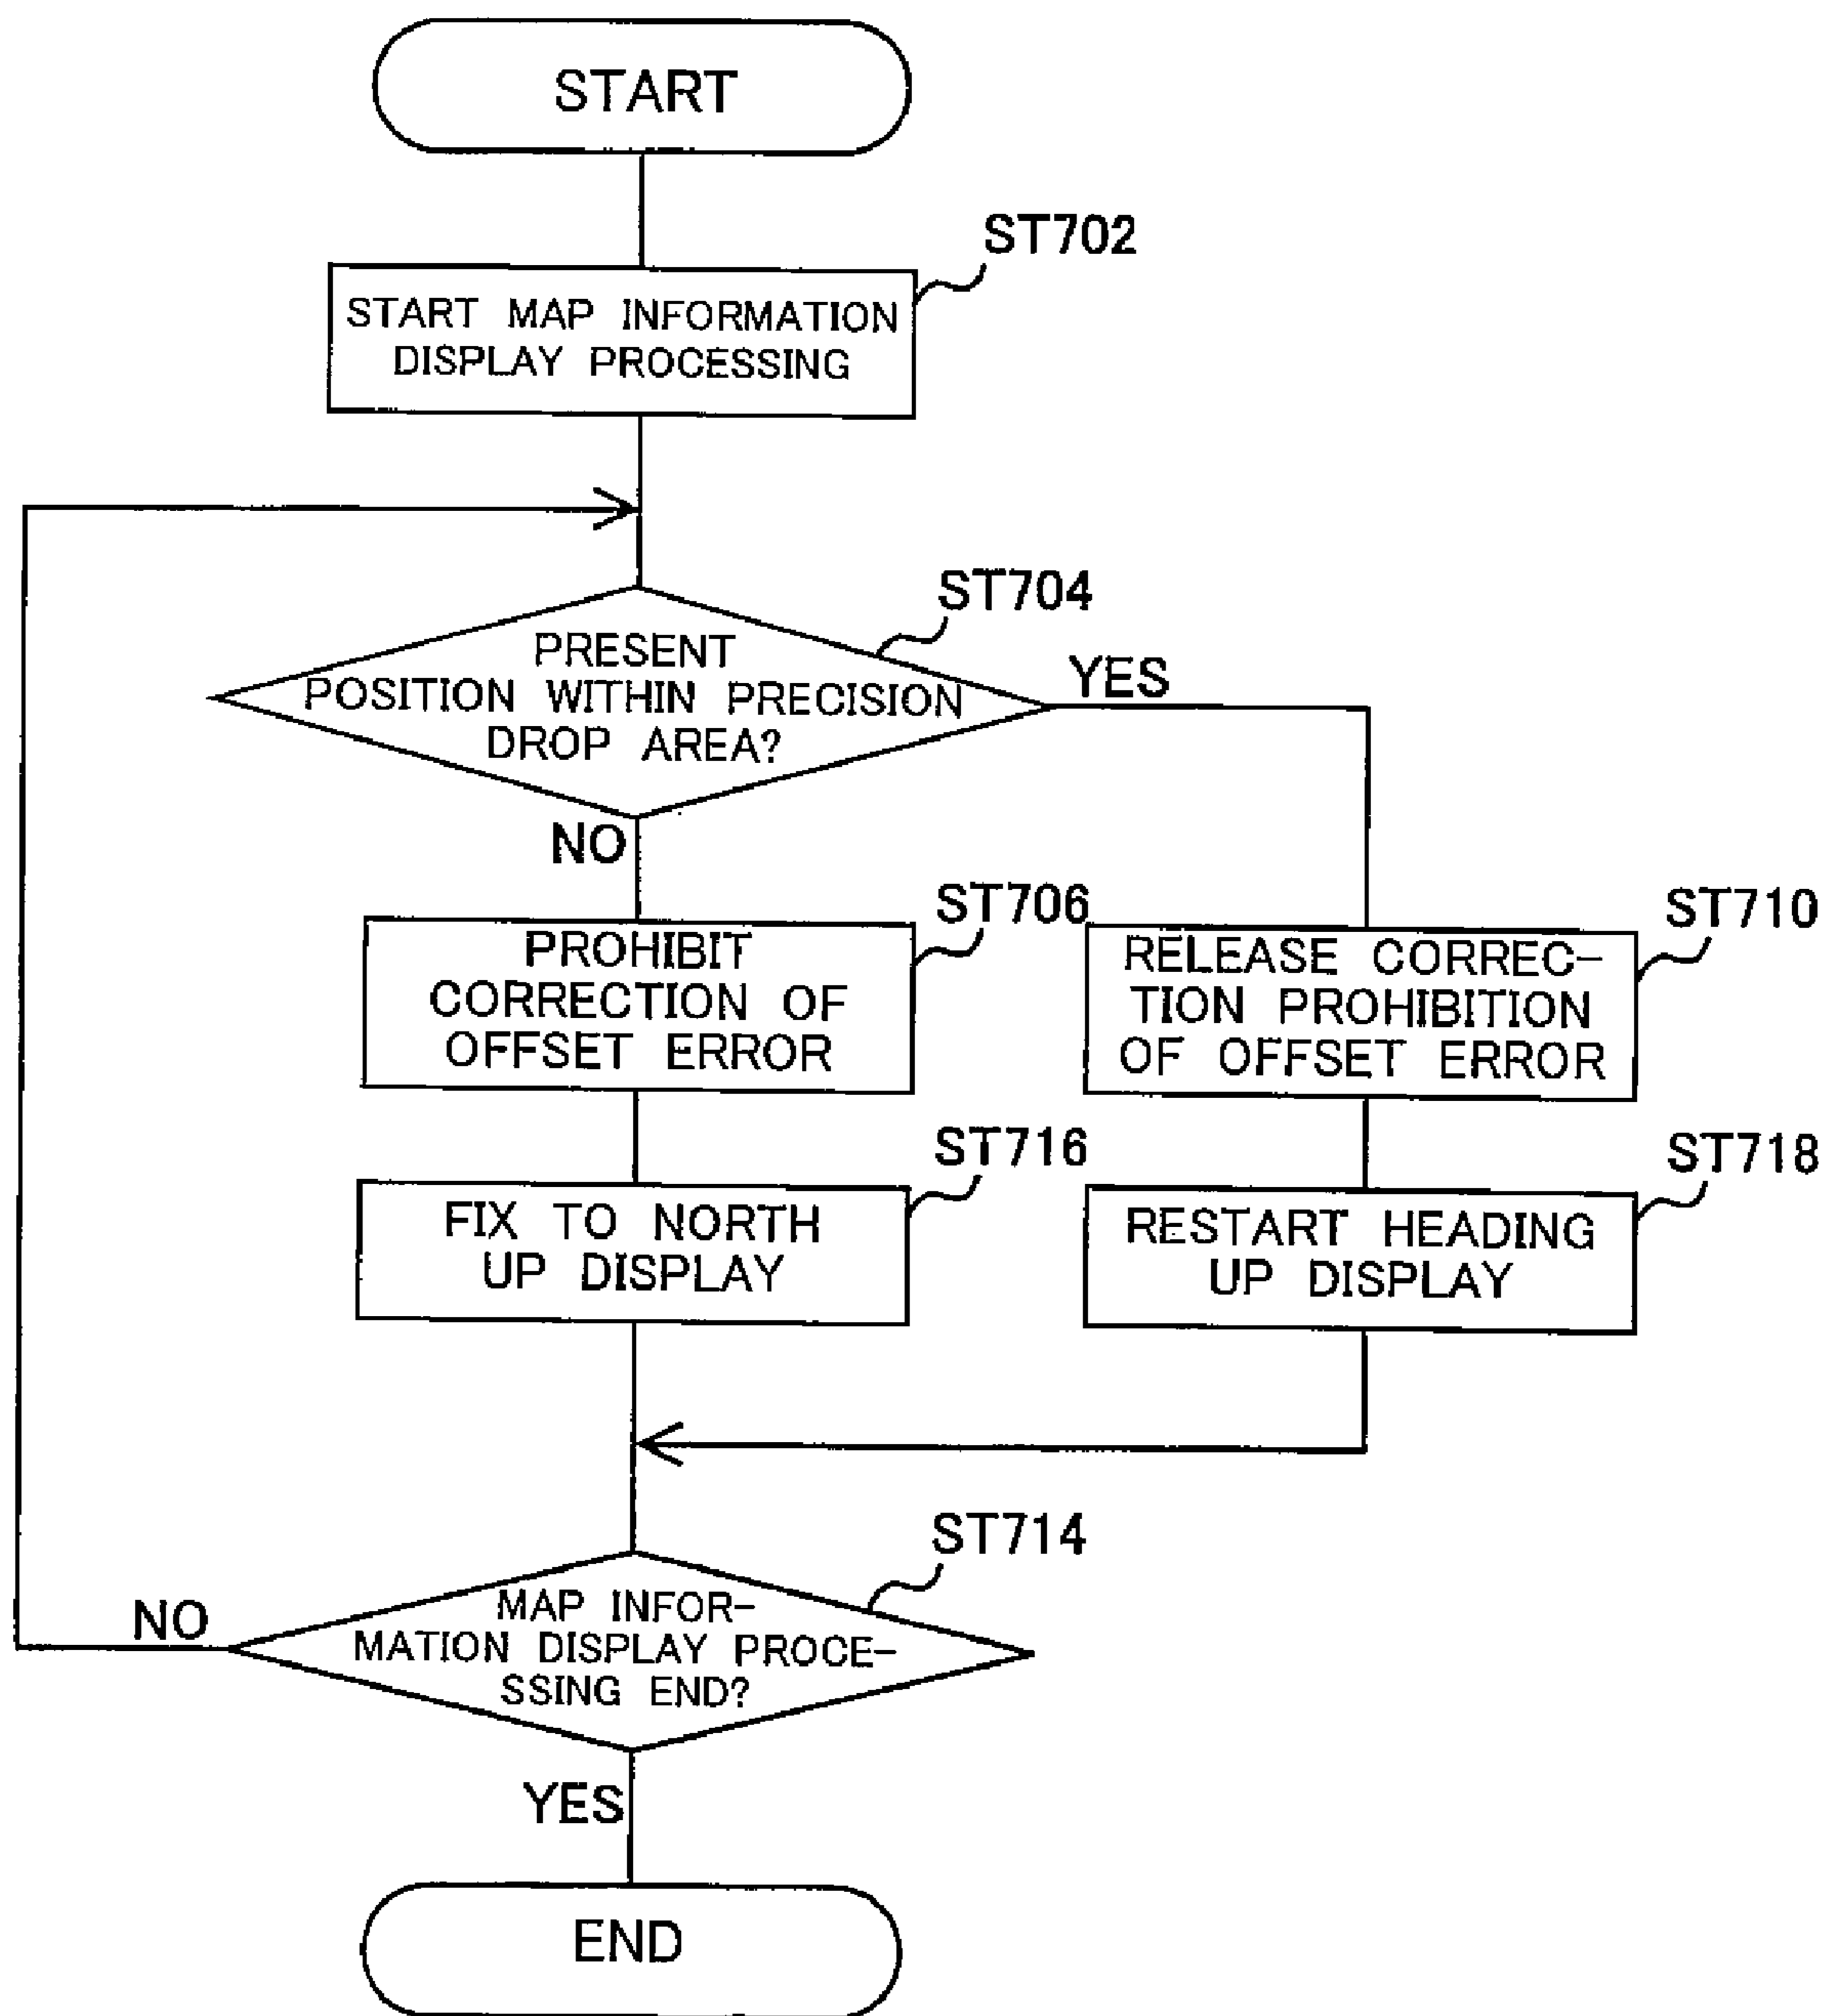 START
ST702
START MAP INFORMATION
DISPLAY PROCESSING
ST704
PRESENT
POSITION WITHIN PRECISION
DROP AREA?
YES
NO
ST706
PROHIBIT
CORRECTION OF
OFFSET ERROR
ST710
RELEASE CORREC-
TION PROHIBITION
OF OFFSET ERROR
ST716
FIX TO NORTH
UP DISPLAY
ST718
RESTART HEADING
UP DISPLAY
ST714
MAP INFOR-
MATION DISPLAY PROCE-
SSING END?
NO
YES
END